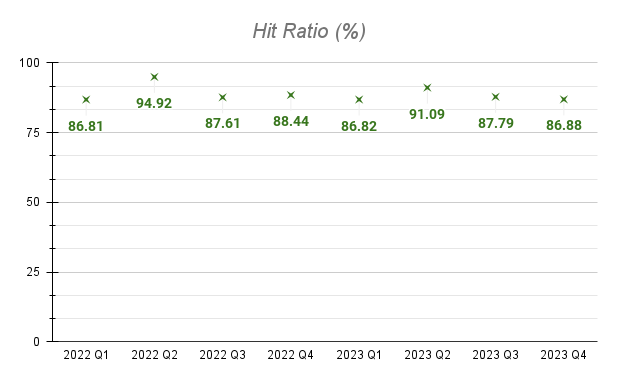 Hit Ratio (%)
100
75
50
25
0
86.81
94.92
87.61
88.44
86.82
91.09
87.79
86.88
2022 Q1
2022 Q2
2022 Q3
2022 Q4
2023 Q1
2023 Q2
2023 Q3
2023 Q4